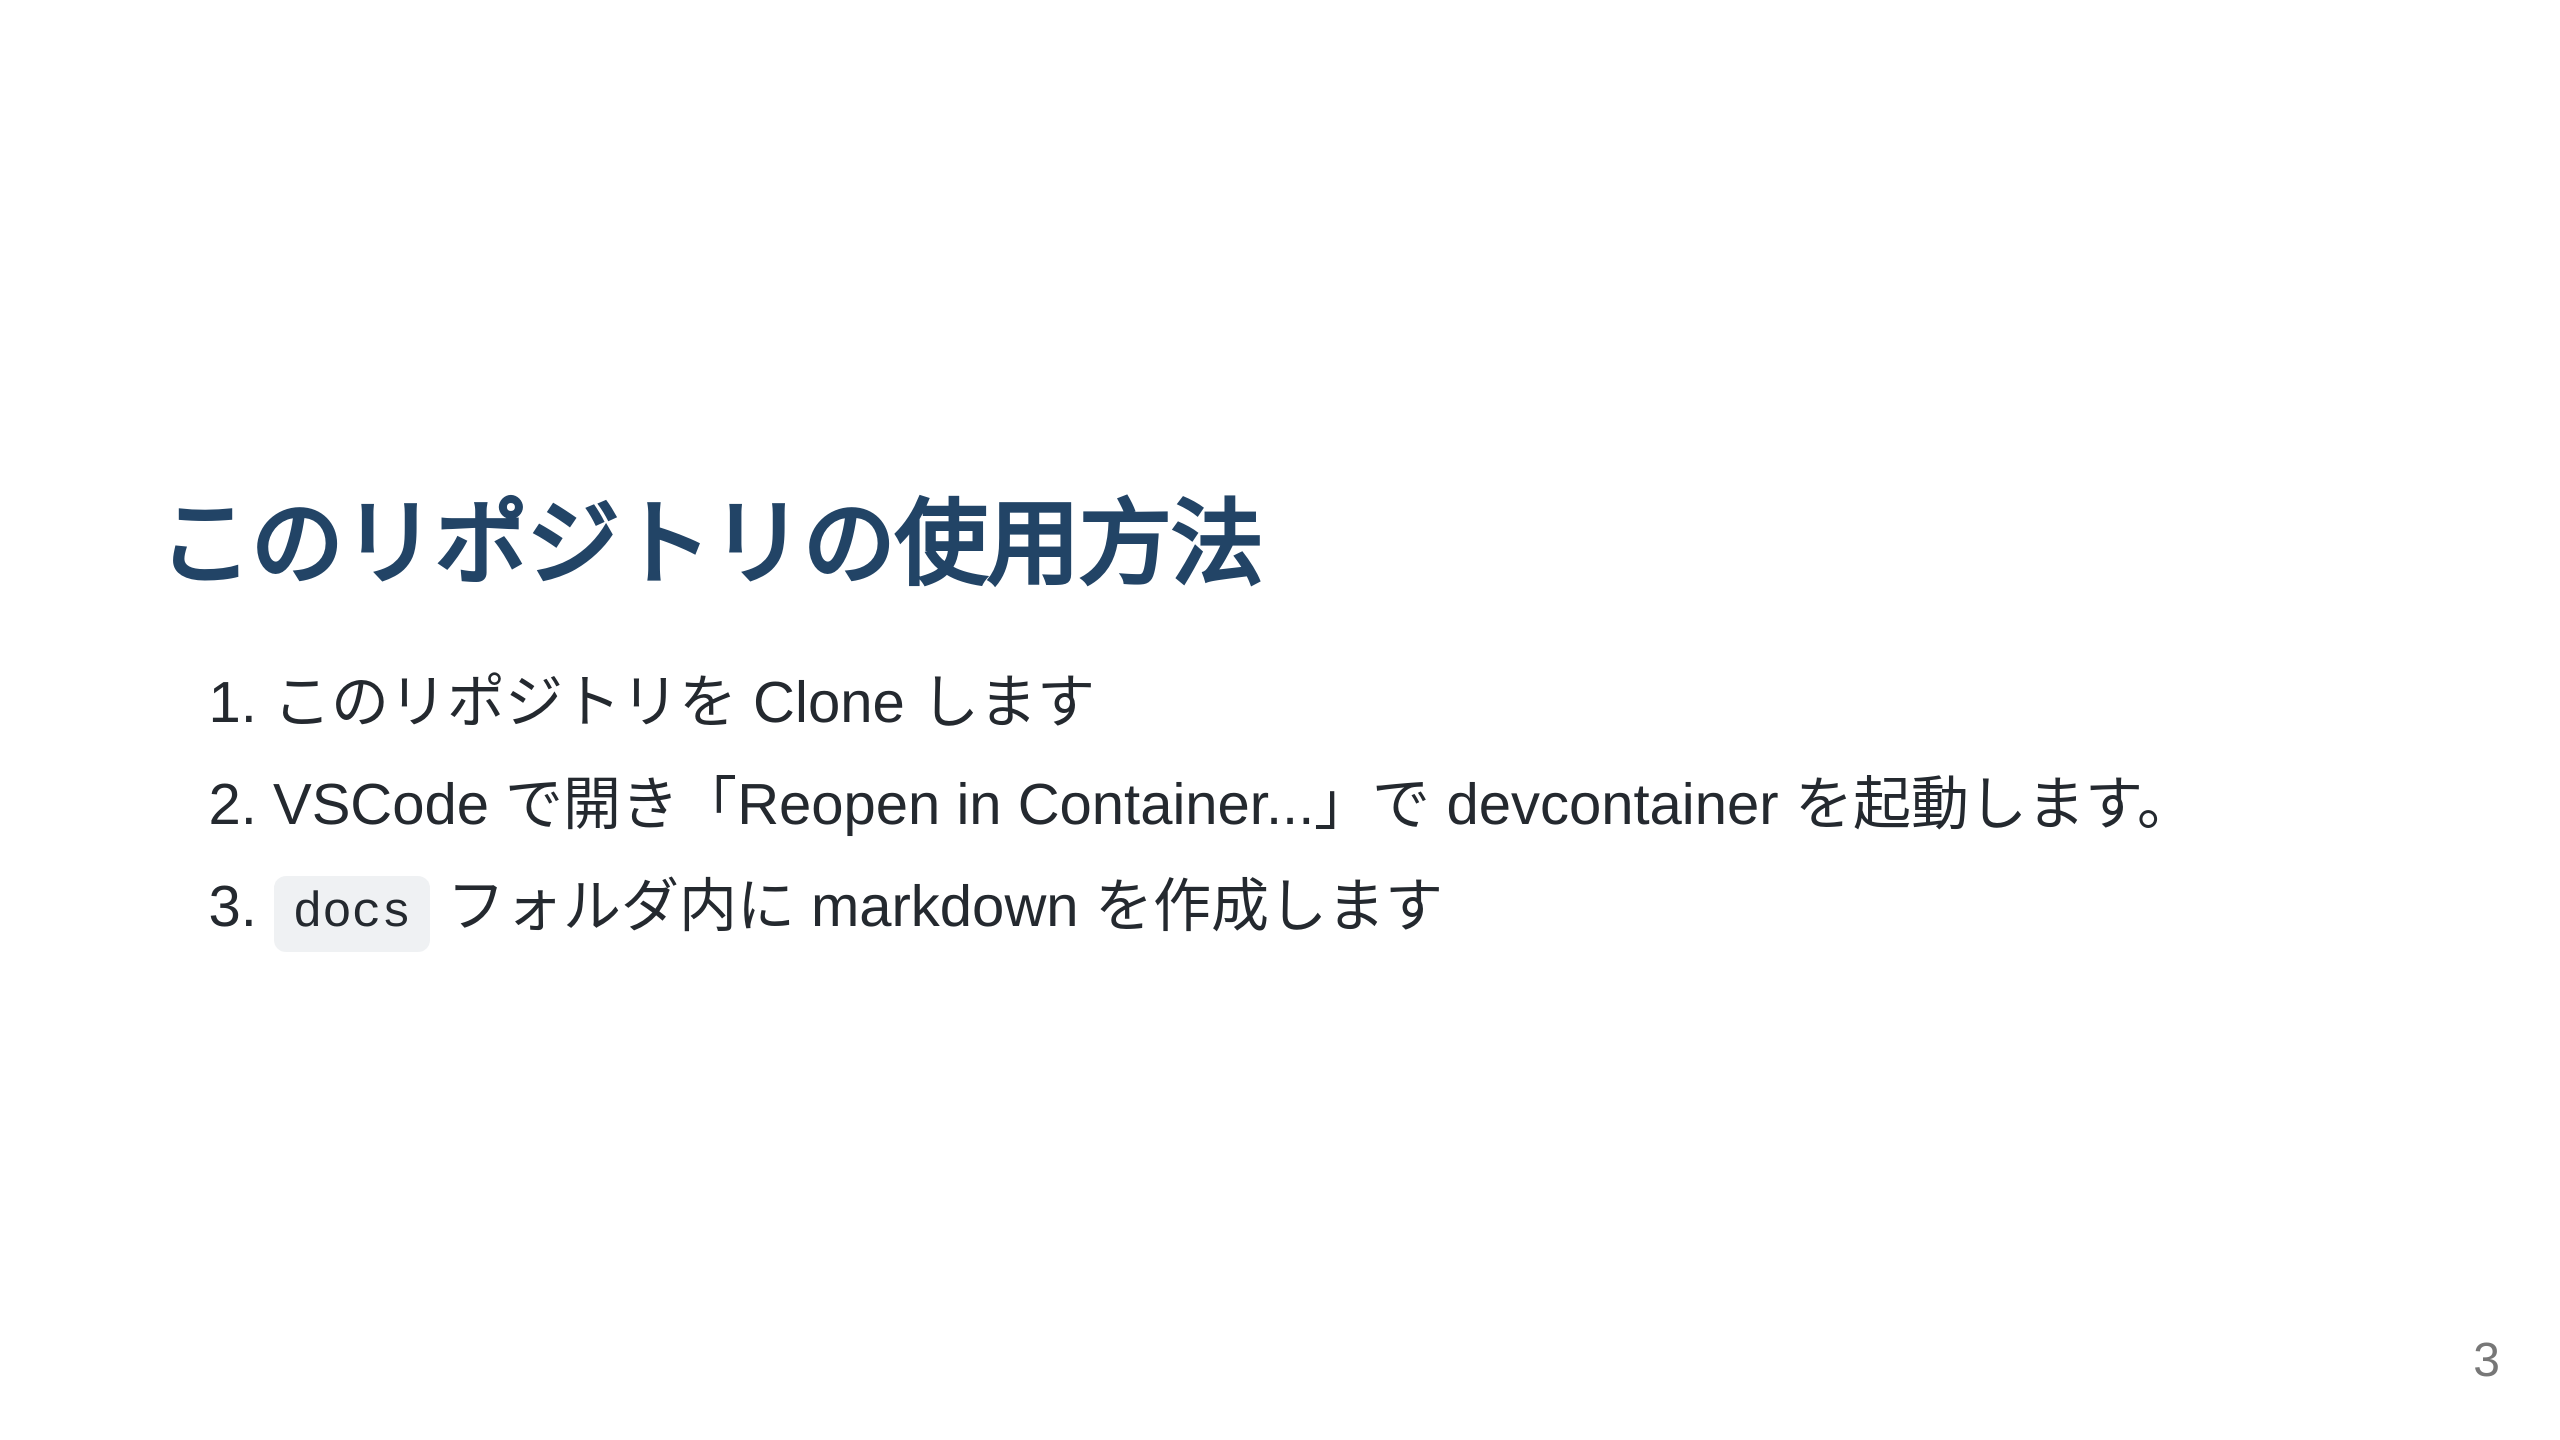 このリポジトリの使用方法
1. このリポジトリを Clone します
2. VSCode で開き「Reopen in Container...」で devcontainer を起動します。
3. docs フォルダ内に markdown を作成します
3